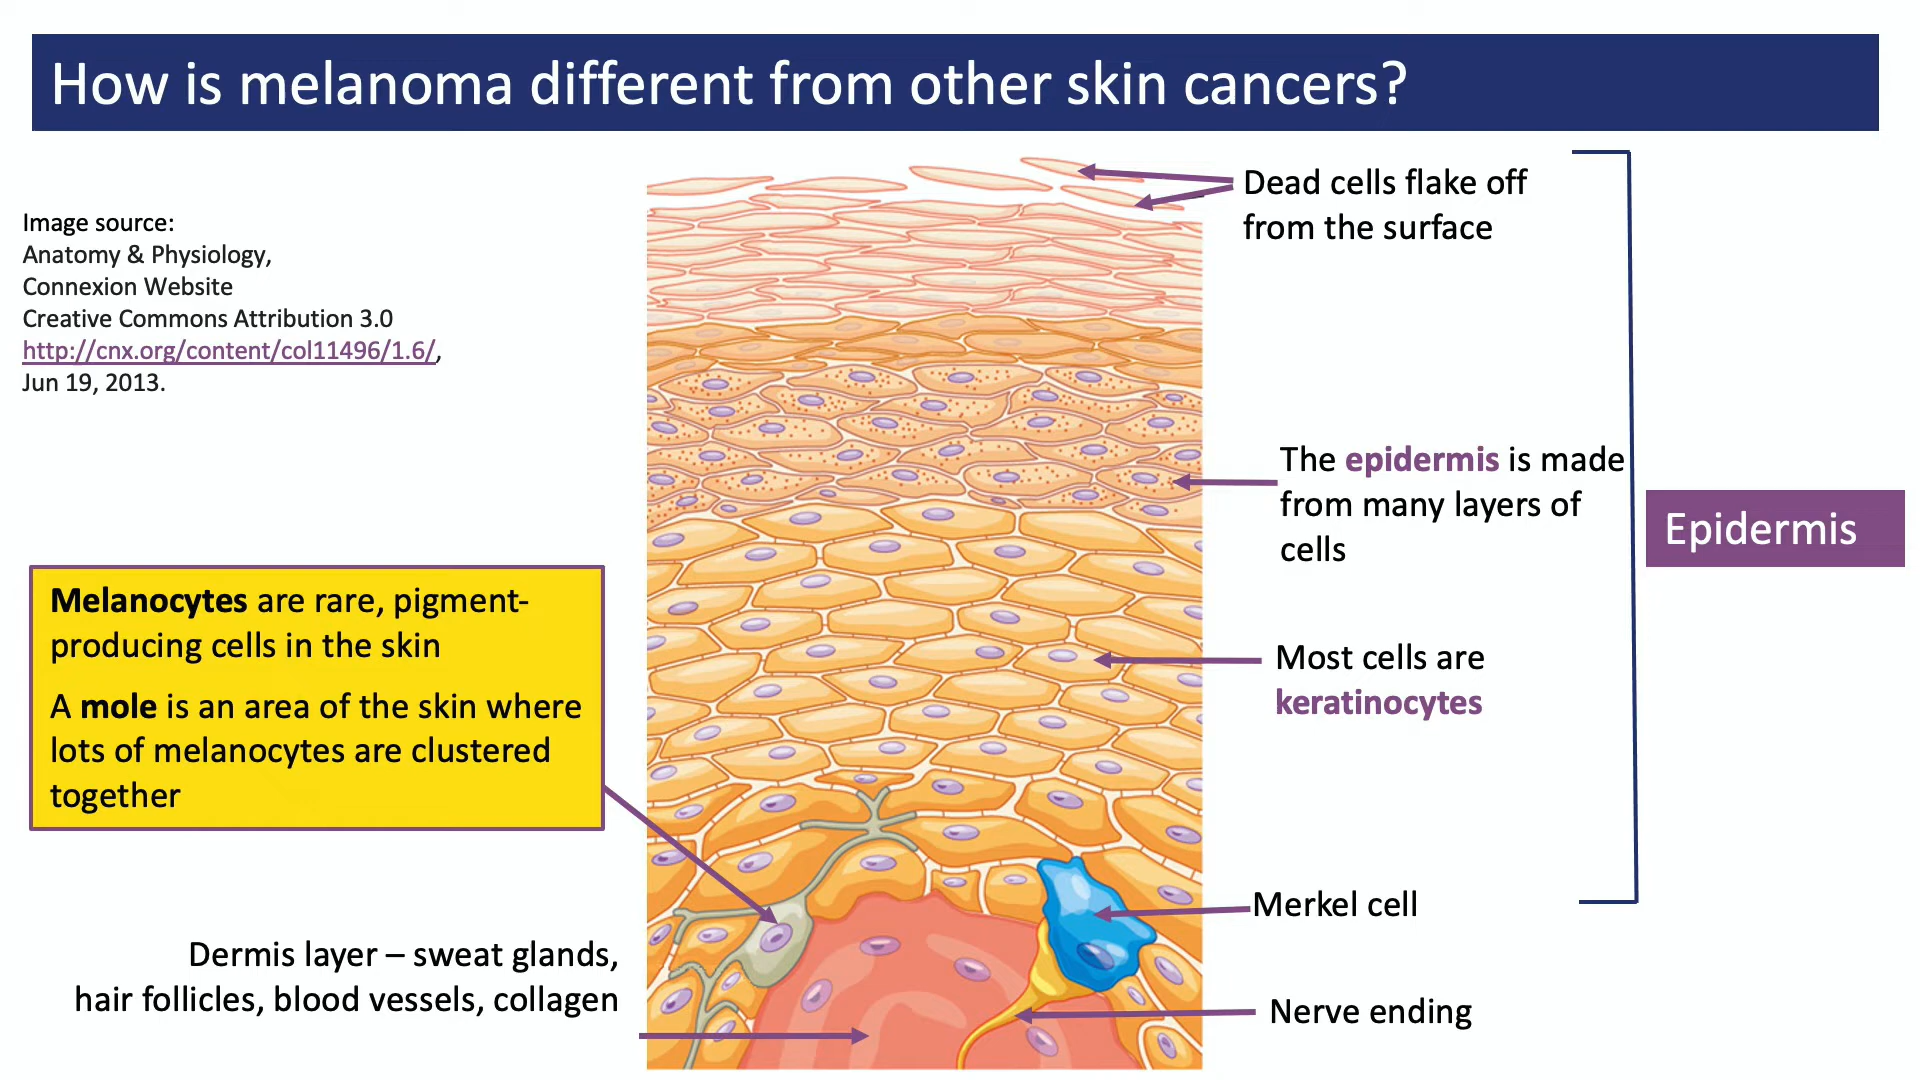 How is melanoma different from other skin cancers?
Image source:
Anatomy & Physiology,
Connexion Website
Creative Commons Attribution 3.0
http://cnx.org/content/col11496/1.6/,
Jun 19, 2013.
Dead cells flake off
from the surface
The epidermis is made
from many layers of
cells
Epidermis
Melanocytes are rare, pigment-
producing cells in the skin
A mole is an area of the skin where
lots of melanocytes are clustered
together
Most cells are
keratinocytes
Merkel cell
Dermis layer – sweat glands,
hair follicles, blood vessels, collagen
Nerve ending